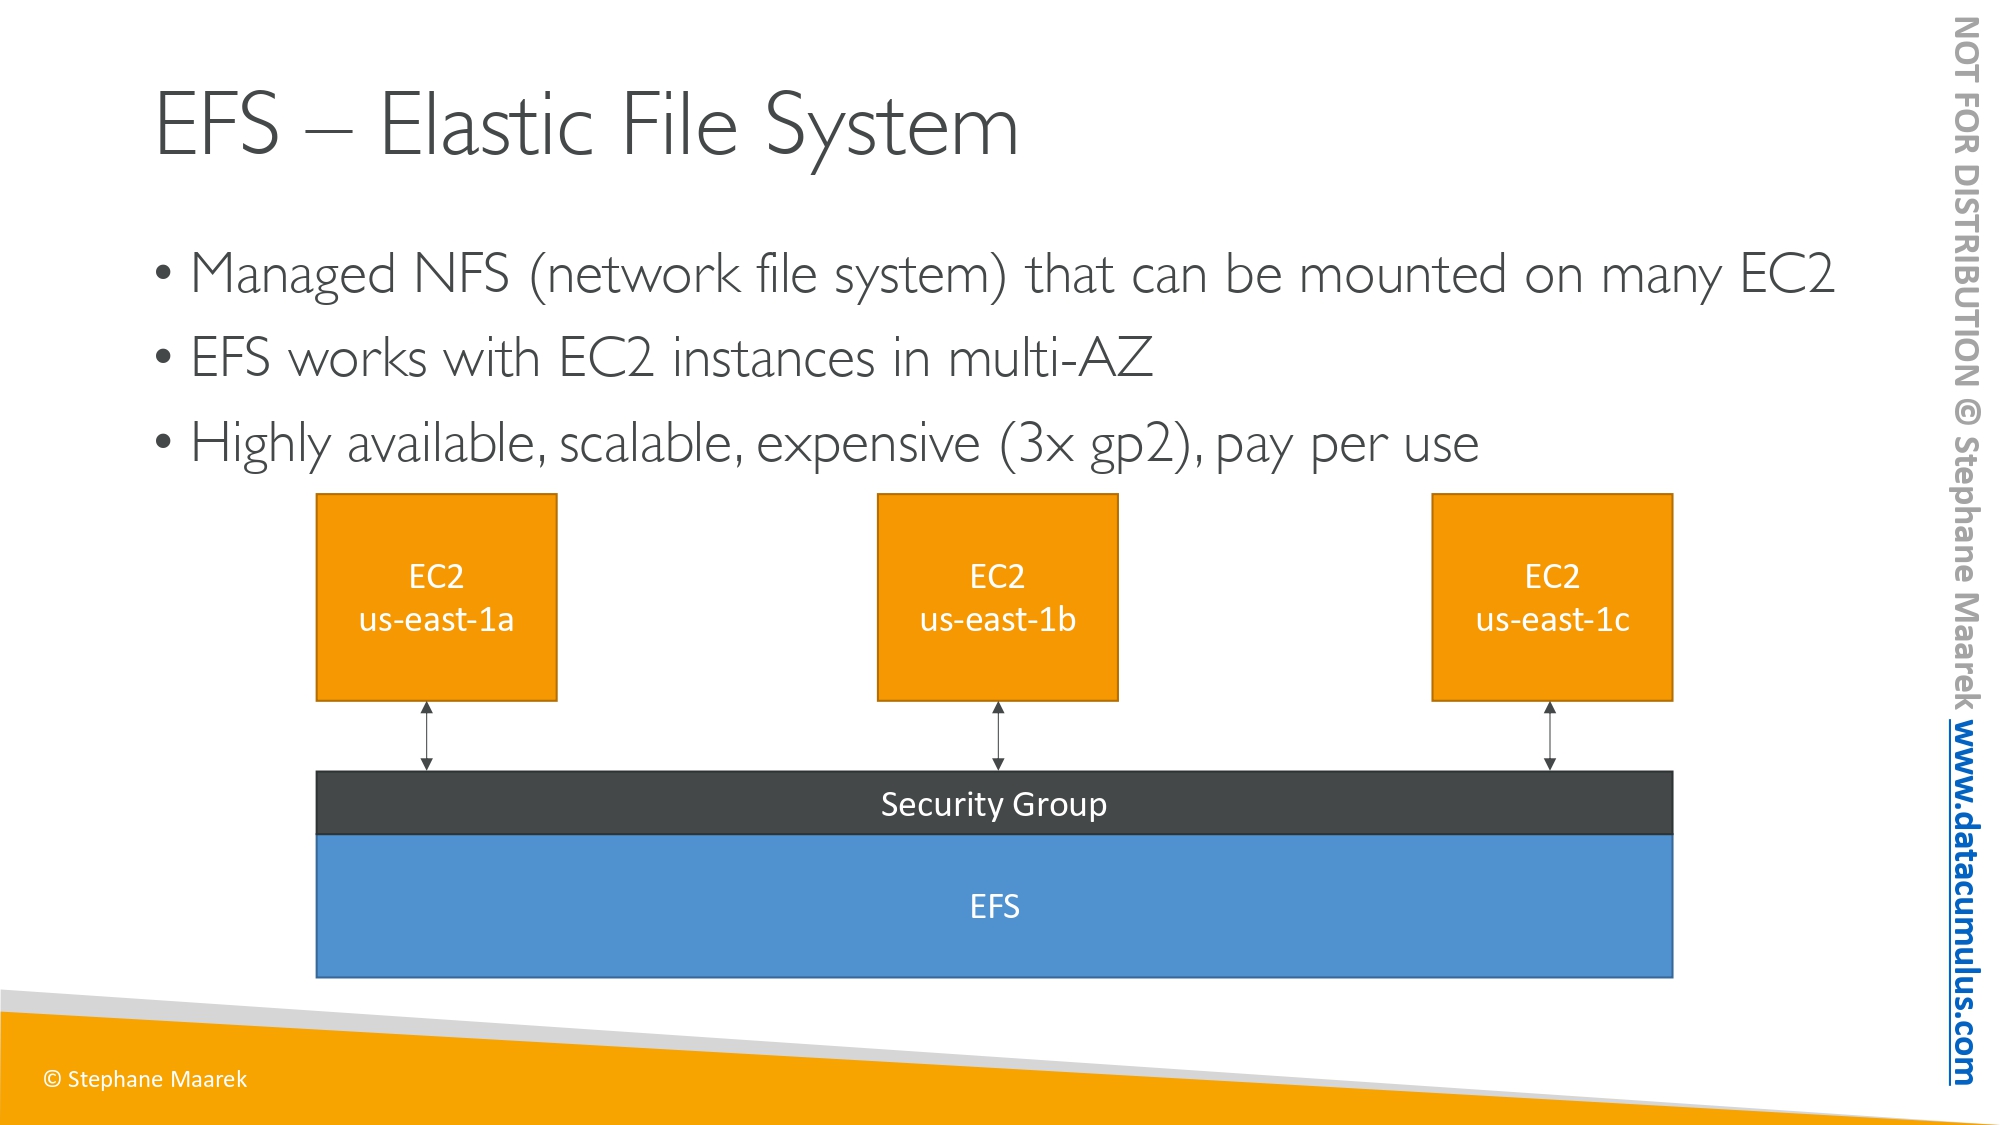 EFS – Elastic File System
• Managed NFS (network file system) that can be mounted on many EC2
• EFS works with EC2 instances in multi-AZ
• Highly available, scalable, expensive (3x gp2), pay per use
EC2
us-east-1a
EC2
us-east-1b
EC2
us-east-1c
Security Group
EFS
© Stephane Maarek
NOT FOR DISTRIBUTION © Stephane Maarek www.datacumulus.com